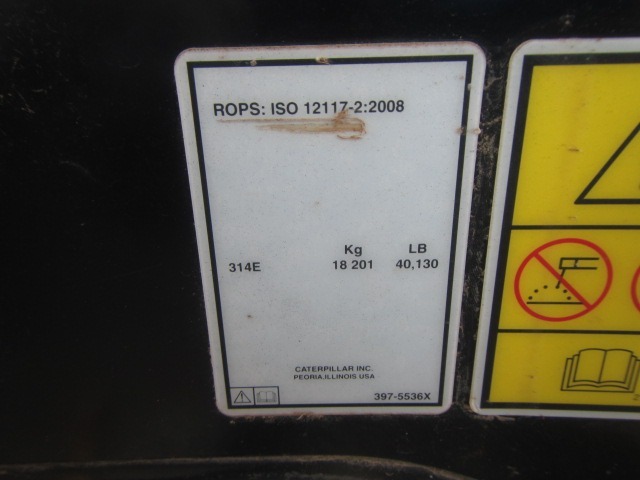 ROPS: ISO 12117-2:2008
Kg LB
314E 18 201 40,130
CATERPILLAR INC.
PEORIA,ILLINOIS USA
397-5536X